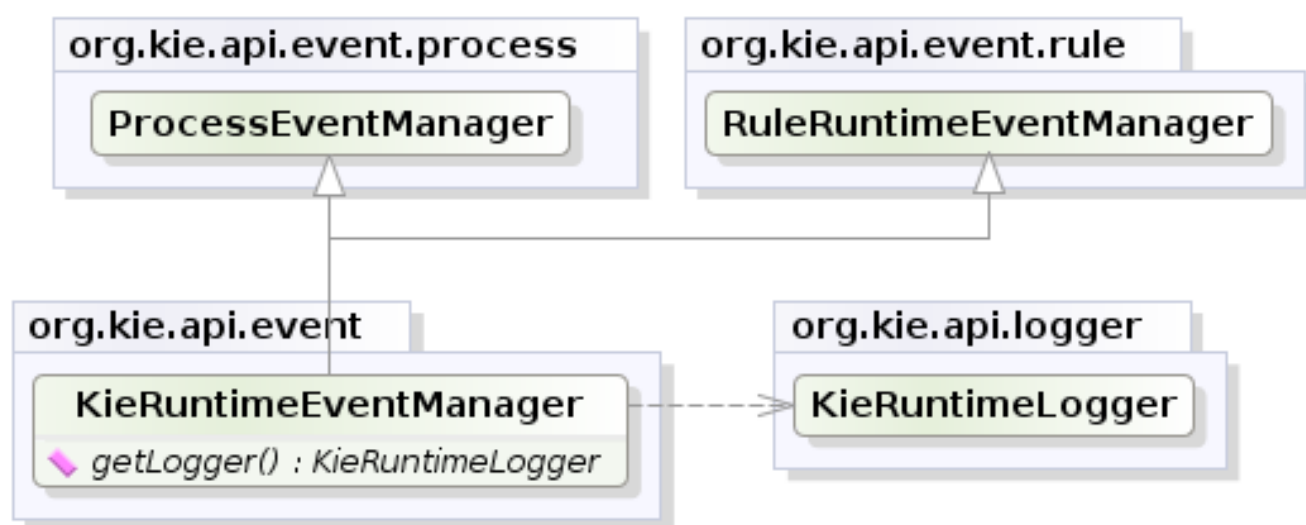 org.kie.api.event.process
ProcessEventManager
org.kie.api.event.rule
RuleRuntimeEventManager
org.kie.api.event
KieRuntimeEventManager
getLogger() : KieRuntimeLogger
org.kie.api.logger
KieRuntimeLogger